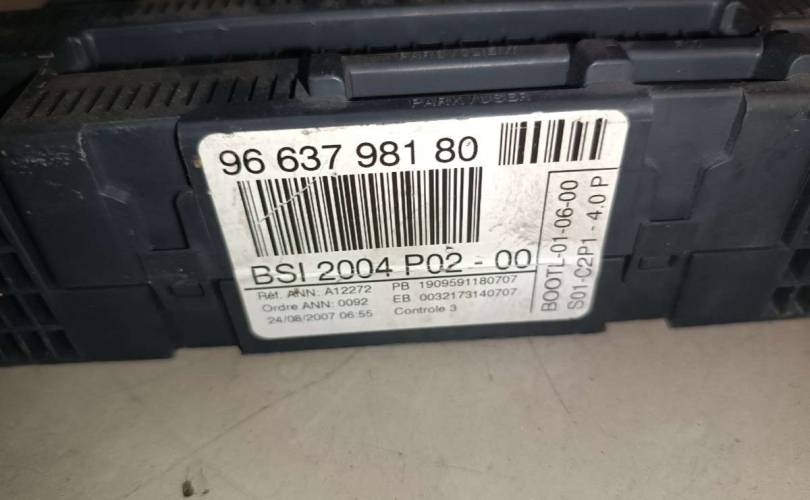 96 637 981 80
BSI 2004 P02 - 00
Réf. ANN: A12272
Ordre ANN: 0092
24/08/2007 06:55
PB 1909591180707
EB 0032173140707
Controle 3
BOOTL-01-06-00
S01-C2P1 - 4.0 P